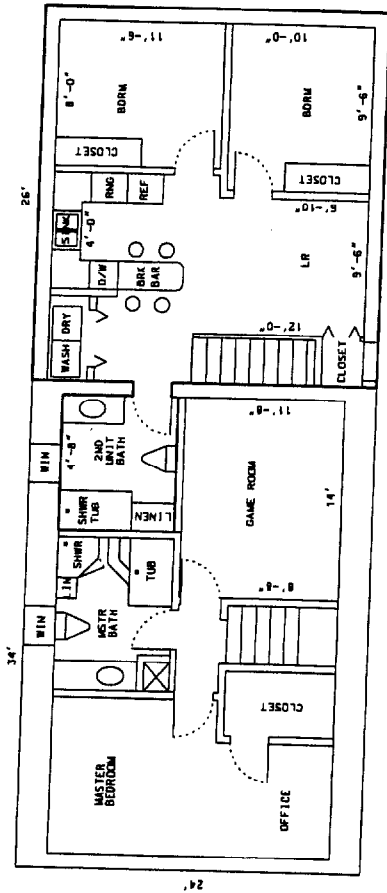 26'
34'
24'
11'-6"
10'-0"
8'-0"
BDRM
BDRM
9'-6"
CLOSET
CLOSET
RNG
REF
SINK
4'-0"
D/W
BRK
BAR
WASH DRY
6'-10"
LR
9'-6"
12'-0"
CLOSET
WIN
4'-8"
2ND
UNIT
BATH
SHWR
TUB
LINEN
11'-8"
GAME ROOM
14'
8'-8"
WIN
LIN
SHWR
TUB
MSTR
BATH
MASTER
BEDROOM
CLOSET
OFFICE